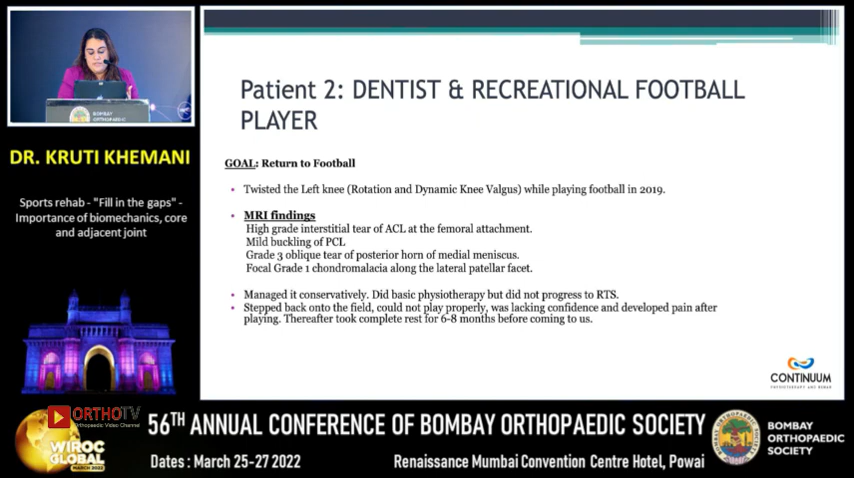 Patient 2: DENTIST & RECREATIONAL FOOTBALL
PLAYER
GOAL: Return to Football
• Twisted the Left knee (Rotation and Dynamic Knee Valgus) while playing football in 2019.
• MRI findings
High grade interstitial tear of ACL at the femoral attachment.
Mild buckling of PCL
Grade 3 oblique tear of posterior horn of medial meniscus.
Focal Grade 1 chondromalacia along the lateral patellar facet.
• Managed it conservatively. Did basic physiotherapy but did not progress to RTS.
• Stepped back onto the field, could not play properly, was lacking confidence and developed pain after
playing. Thereafter took complete rest for 6-8 months before coming to us.
CONTINUUM
PHYSIOTHERAPY AND REHAB
BOMBAY
ORTHOPAEDIC
DR. KRUTI KHEMANI
Sports rehab - "Fill in the gaps" -
Importance of biomechanics, core
and adjacent joint
ORTHOTV
Orthopaedic Video Channel
WIROC
GLOBAL
MARCH 2022
56TH ANNUAL CONFERENCE OF BOMBAY ORTHOPAEDIC SOCIETY
Dates : March 25-27 2022
Renaissance Mumbai Convention Centre Hotel, Powai
BOMBAY
ORTHOPAEDIC
SOCIETY